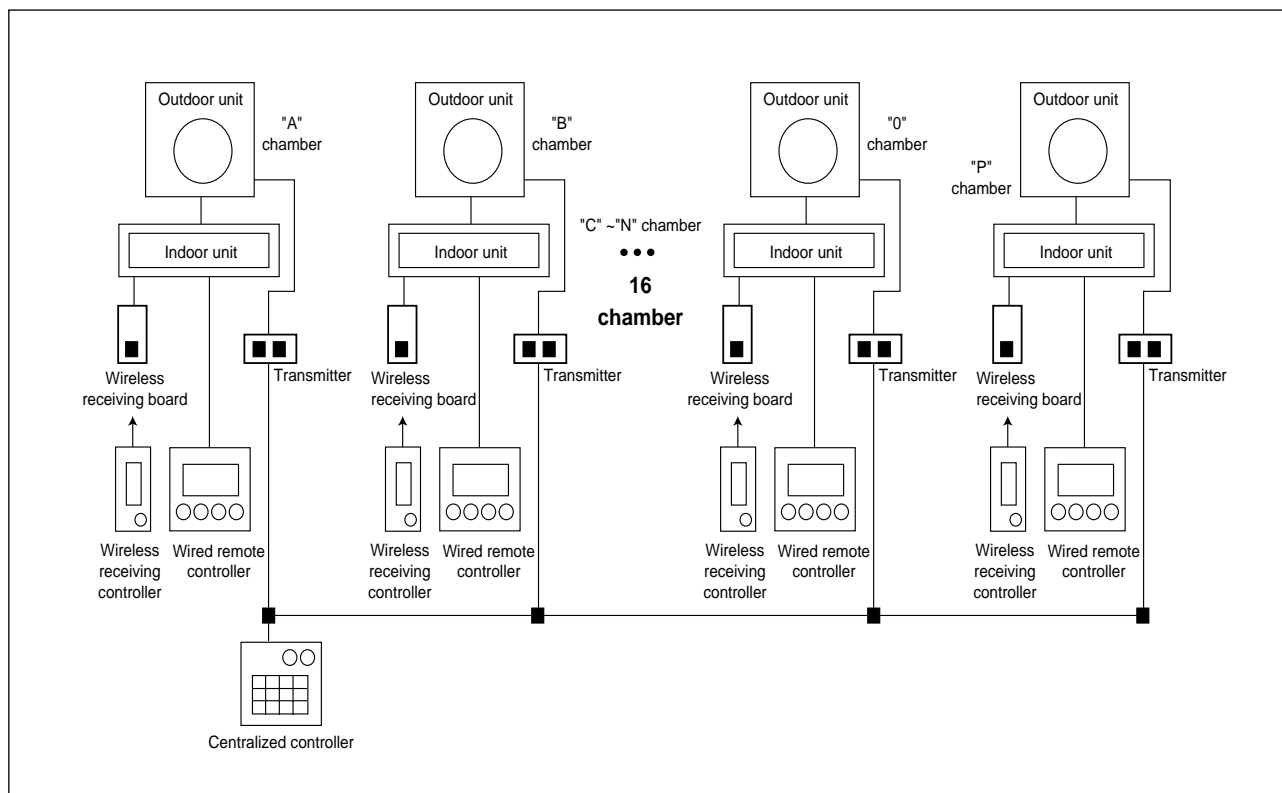 Outdoor unit
"A"
chamber
Indoor unit
Wireless
receiving board
Transmitter
Wireless
receiving
controller
Wired remote
controller
Outdoor unit
"B"
chamber
Indoor unit
Wireless
receiving board
Transmitter
Wireless
receiving
controller
Wired remote
controller
"C" ~"N" chamber
16
chamber
Outdoor unit
"0"
chamber
Indoor unit
Wireless
receiving board
Transmitter
Wireless
receiving
controller
Wired remote
controller
Outdoor unit
"P"
chamber
Indoor unit
Wireless
receiving board
Transmitter
Wireless
receiving
controller
Wired remote
controller
Centralized controller